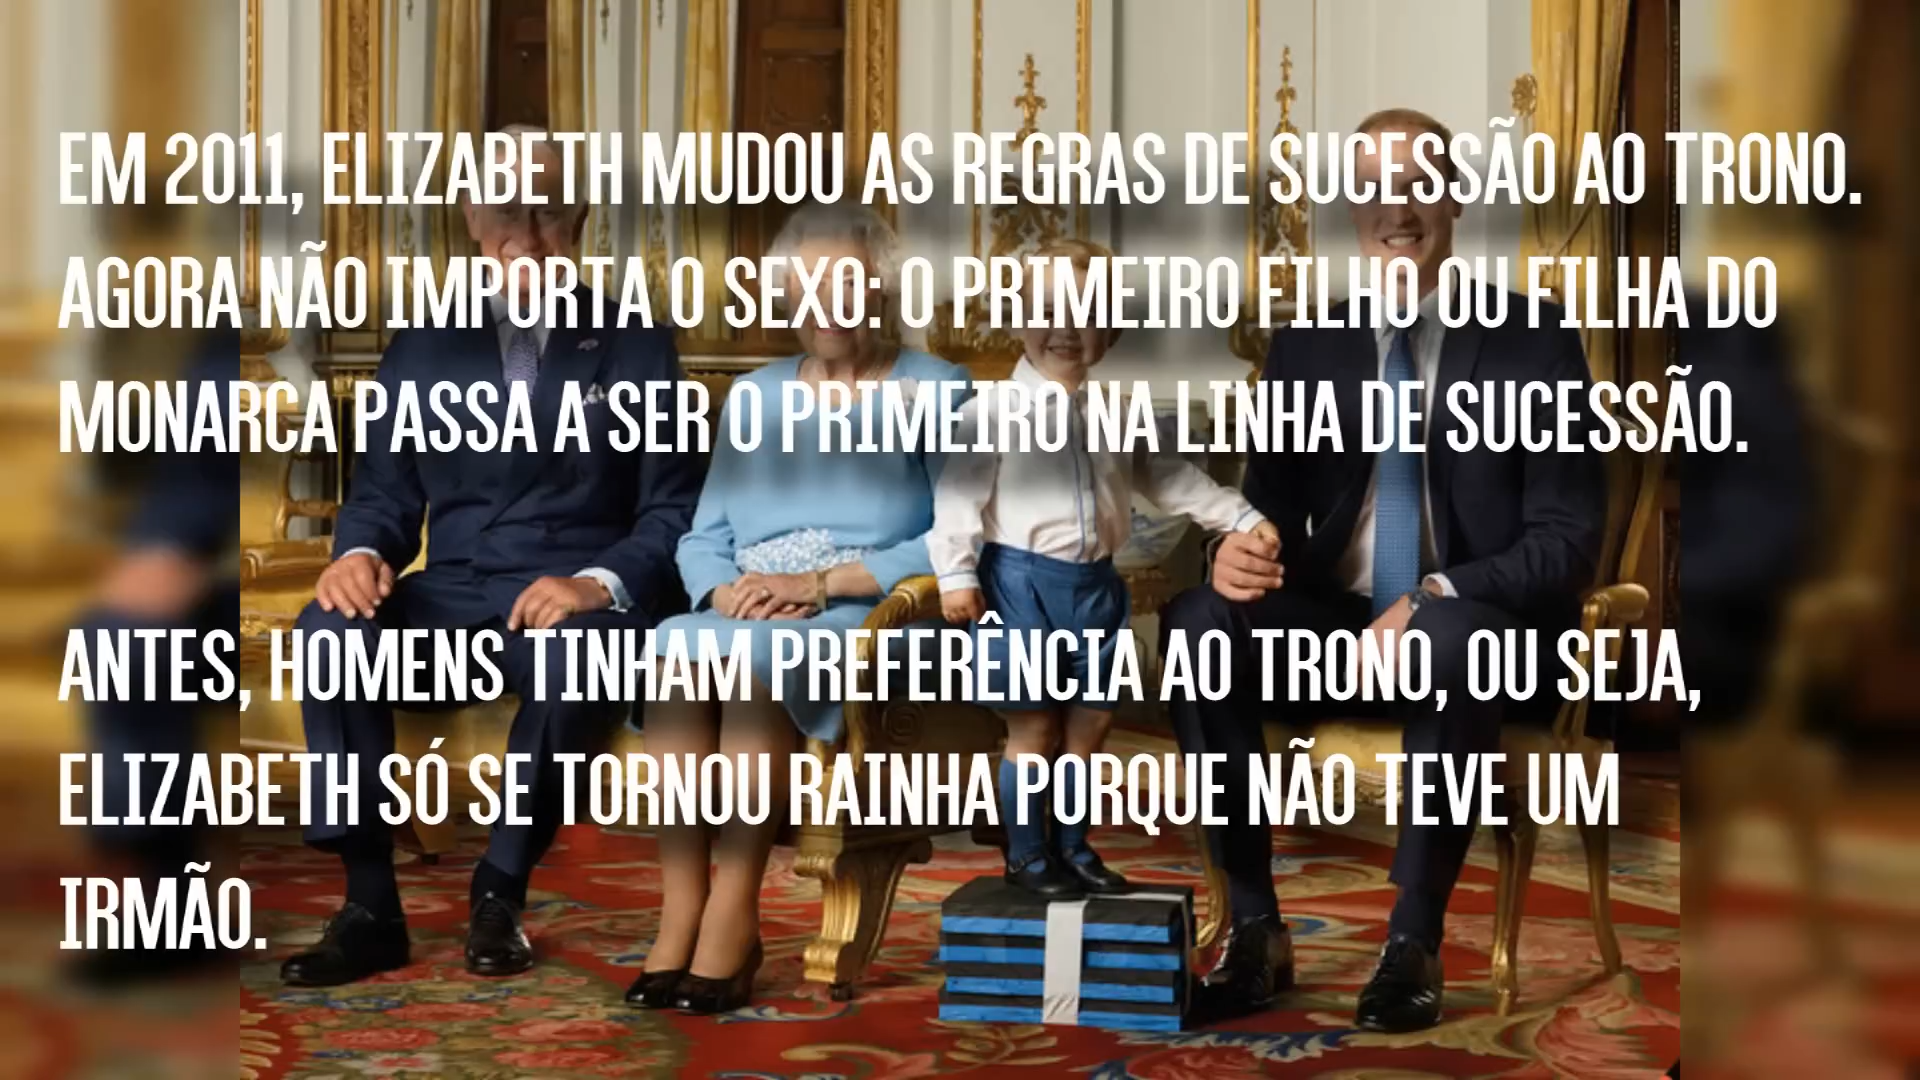 EM 2011, ELIZABETH MUDOU AS REGRAS DE SUCESSÃO AO TRONO.
AGORA NÃO IMPORTA O SEXO: O PRIMEIRO FILHO OU FILHA DO
MONARCA PASSA A SER O PRIMEIRO NA LINHA DE SUCESSÃO.
ANTES, HOMENS TINHAM PREFERÊNCIA AO TRONO, OU SEJA,
ELIZABETH SÓ SE TORNOU RAINHA PORQUE NÃO TEVE UM
IRMÃO.